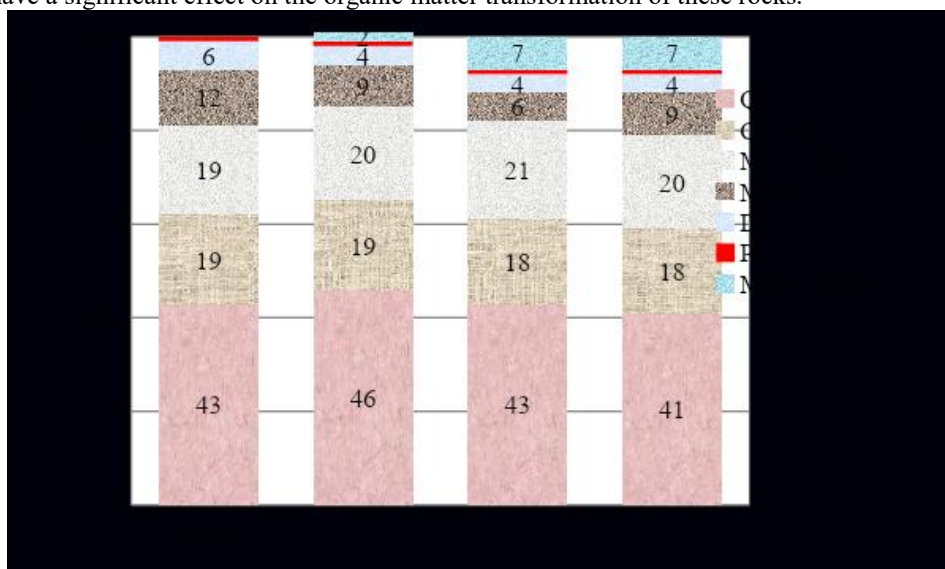 have a significant effect on the organic matter transformation of these rocks.
7 7
6 4 4 4
12 9 6 9
19 20 21 20
19 19 18 18
43 46 43 41